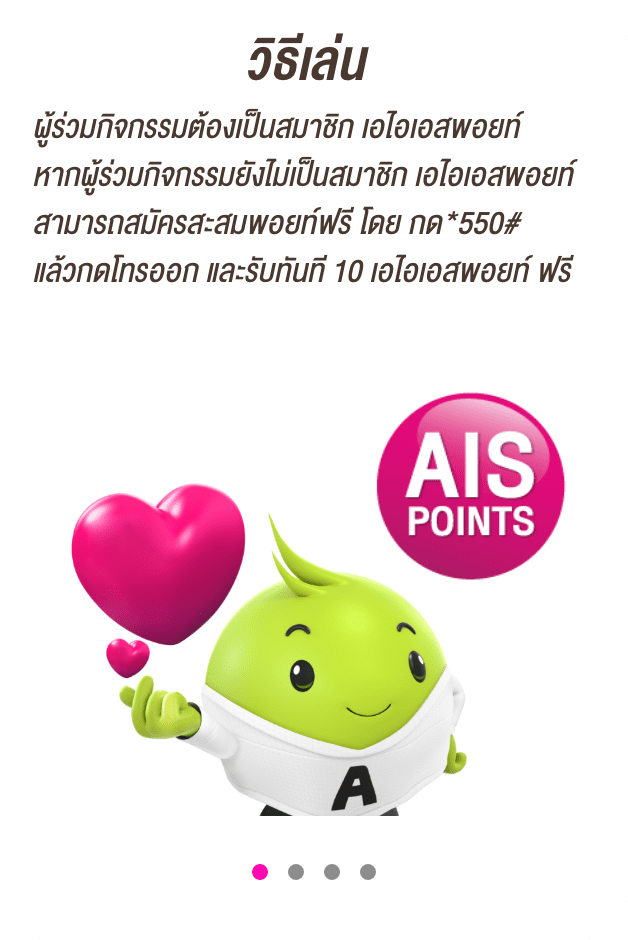 วิธีเล่น
ผู้ร่วมกิจกรรมต้องเป็นสมาชิก เอไอเอสพอยท์
หากผู้ร่วมกิจกรรมยังไม่เป็นสมาชิก เอไอเอสพอยท์
สามารถสมัครสะสมพอยท์ฟรี โดย กด*550#
แล้วกดโทรออก และรับทันที 10 เอไอเอสพอยท์ ฟรี
AIS
POINTS
A